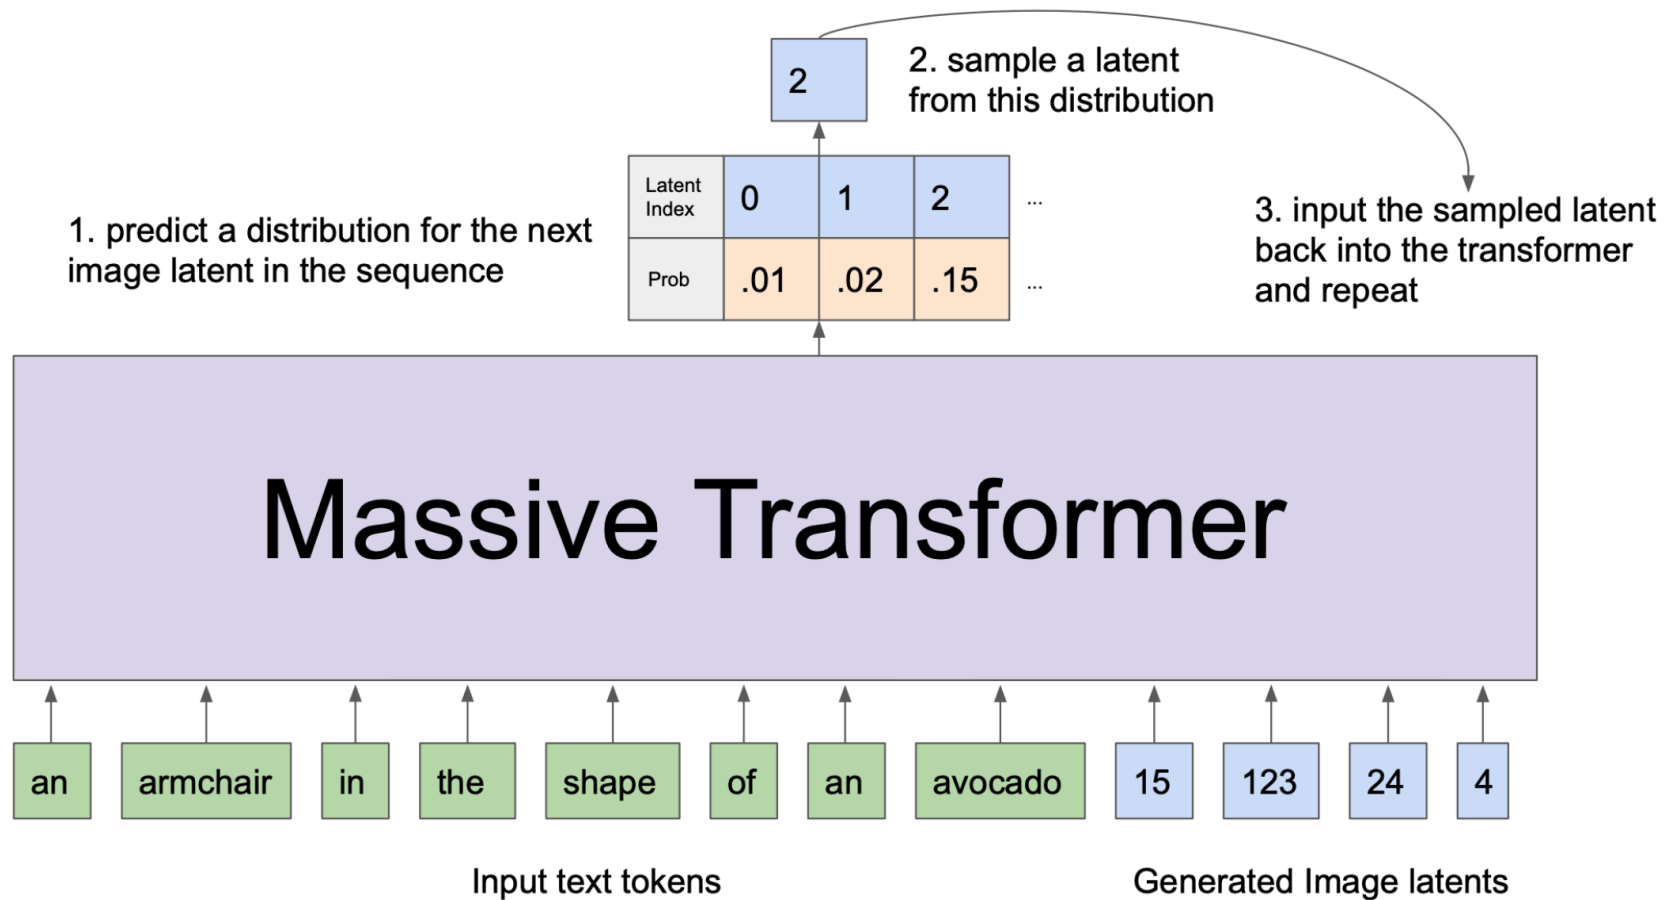 2
2. sample a latent
from this distribution
Latent
Index
0
1
2
...
1. predict a distribution for the next
image latent in the sequence
Prob
.01
.02
.15
...
3. input the sampled latent
back into the transformer
and repeat
Massive Transformer
an
armchair
in
the
shape
of
an
avocado
15
123
24
4
Input text tokens
Generated Image latents